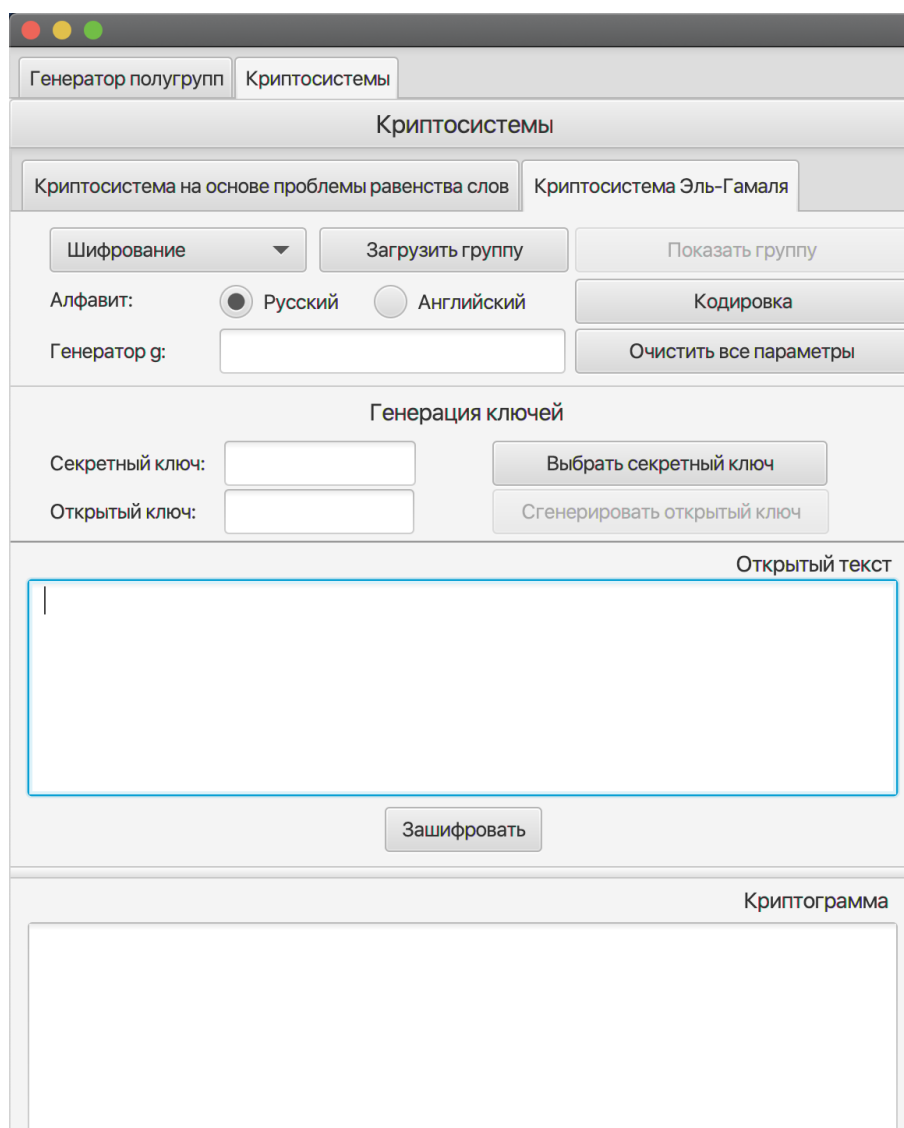 Генератор полугрупп Криптосистемы
Криптосистемы
Криптосистема на основе проблемы равенства слов Криптосистема Эль-Гамаля
Шифрование Загрузить группу Показать группу
Алфавит: Русский Английский Кодировка
Генератор g: Очистить все параметры
Генерация ключей
Секретный ключ: Выбрать секретный ключ
Открытый ключ: Сгенерировать открытый ключ
Открытый текст
Зашифровать
Криптограмма